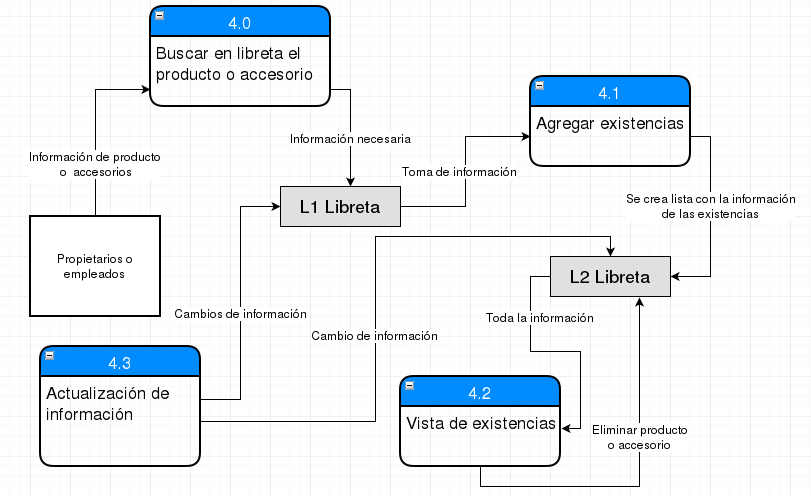 4.0
Buscar en libreta el
producto o accesorio
4.1
Agregar existencias
Información necesaria
Información de producto
o accesorios
Toma de información
L1 Libreta
Se crea lista con la información
de las existencias
Propietarios o
empleados
L2 Libreta
Cambios de información
Toda la información
Cambio de información
4.3
Actualización de
información
4.2
Vista de existencias
Eliminar producto
o accesorio